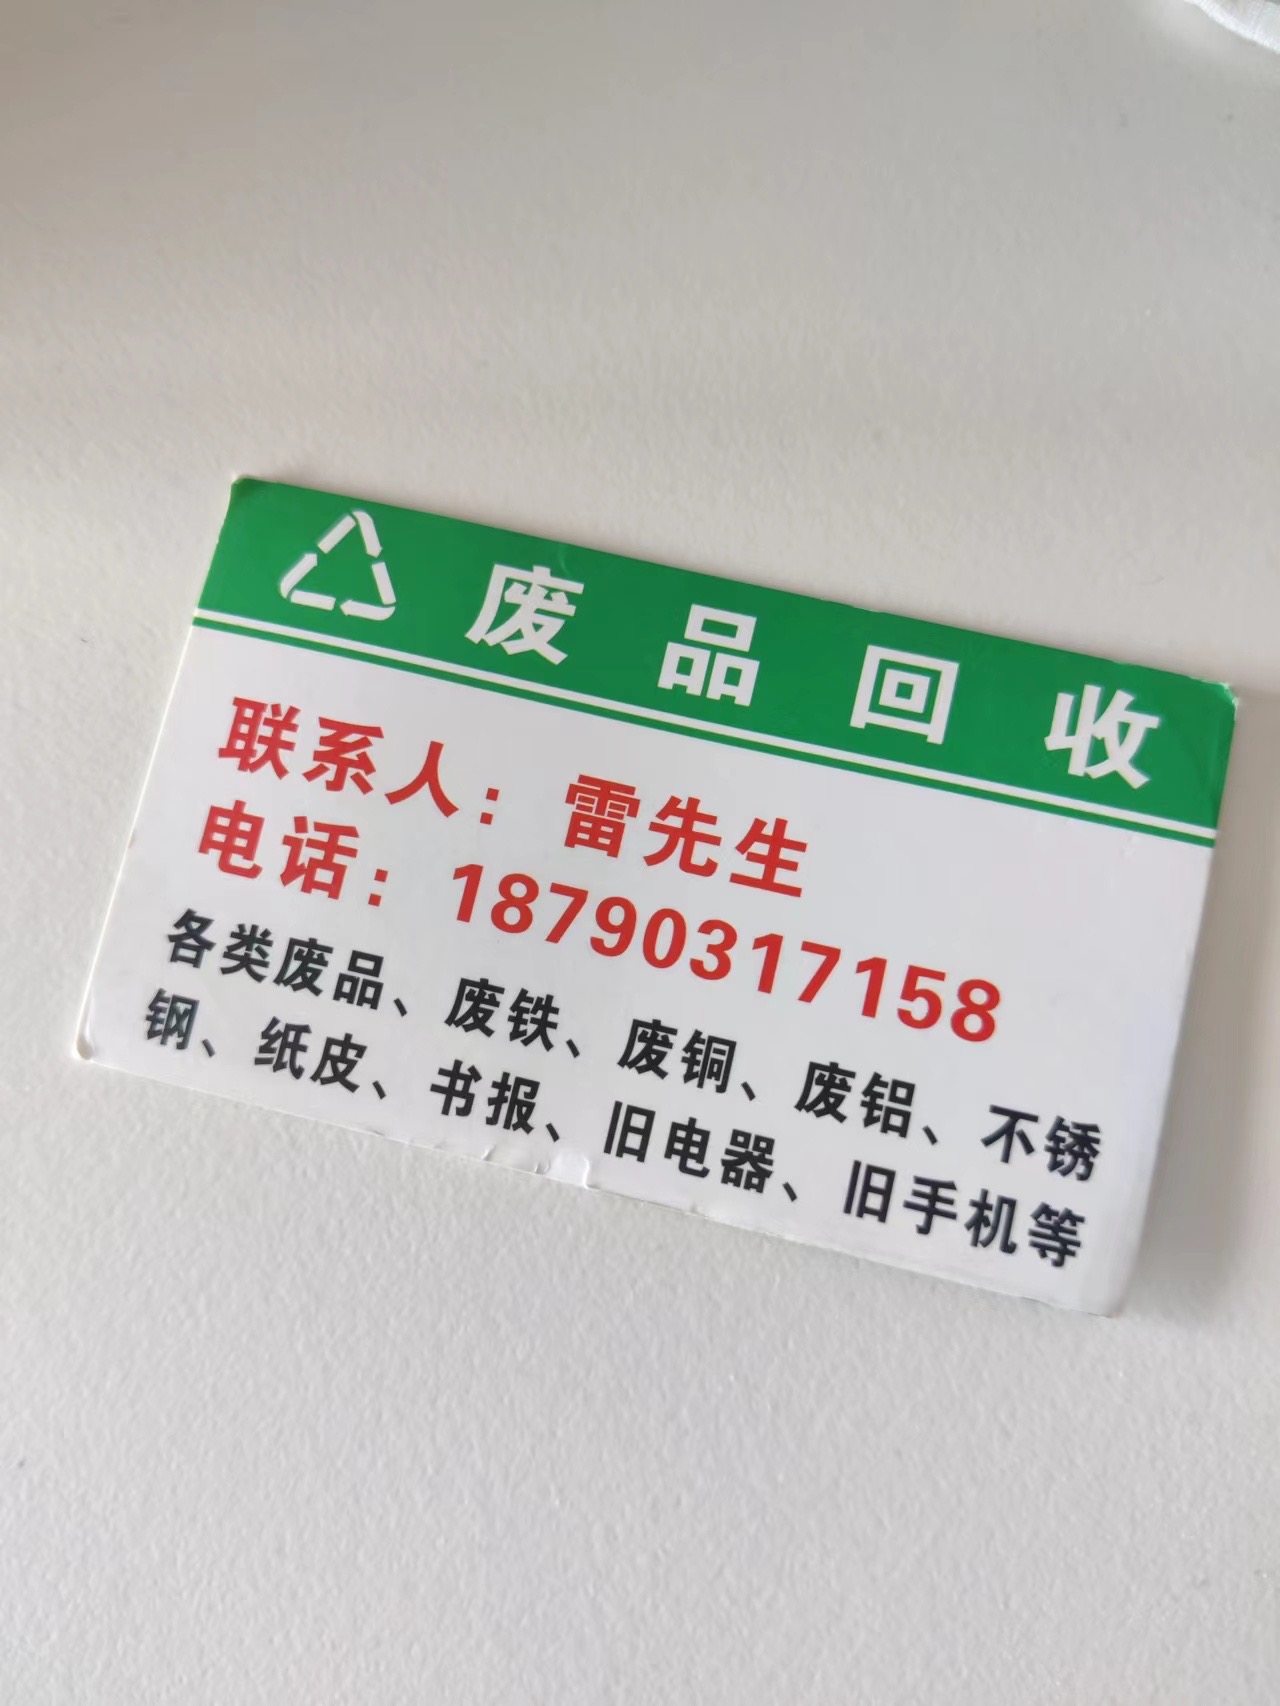 废品回收
联系人：雷先生
电话：18790317158
各类废品、废铁、废铜、废铝、不锈
钢、纸皮、书报、旧电器、旧手机等